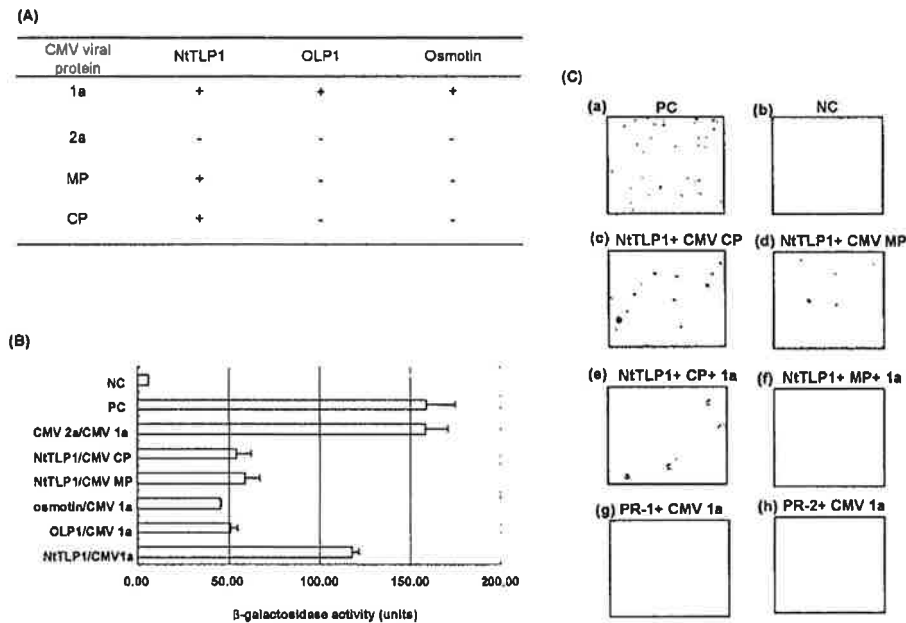 (A)
CMV viral protein NtTLP1 OLP1 Osmotin
1a + + +
2a - - -
MP + - -
CP + - -
(B)
NC
PC
CMV 2a/CMV 1a
NtTLP1/CMV CP
NtTLP1/CMV MP
osmotin/CMV 1a
OLP1/CMV 1a
NtTLP1/CMV1a
0.00 50.00 100.00 150.00 200.00
β-galactosidase activity (units)
(C)
(a) PC (b) NC
(c) NtTLP1+ CMV CP (d) NtTLP1+ CMV MP
(e) NtTLP1+ CP+ 1a (f) NtTLP1+ MP+ 1a
(g) PR-1+ CMV 1a (h) PR-2+ CMV 1a